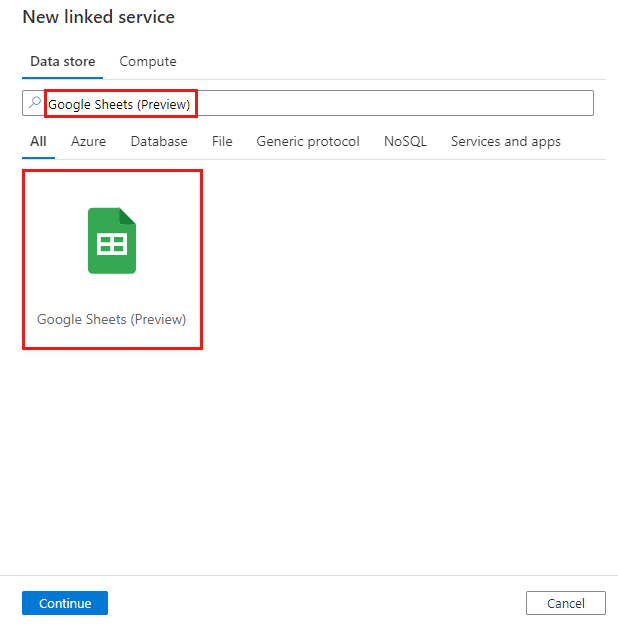 New linked service
Data store Compute
Google Sheets (Preview)
All Azure Database File Generic protocol NoSQL Services and apps
Google Sheets (Preview)
Continue Cancel